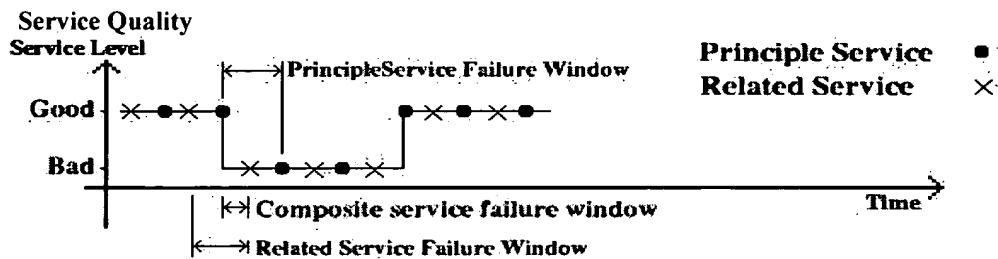 Service Quality
Service Level
PrincipleService Failure Window
Principle Service
Related Service
Good
Bad
Time
Composite service failure window
Related Service Failure Window